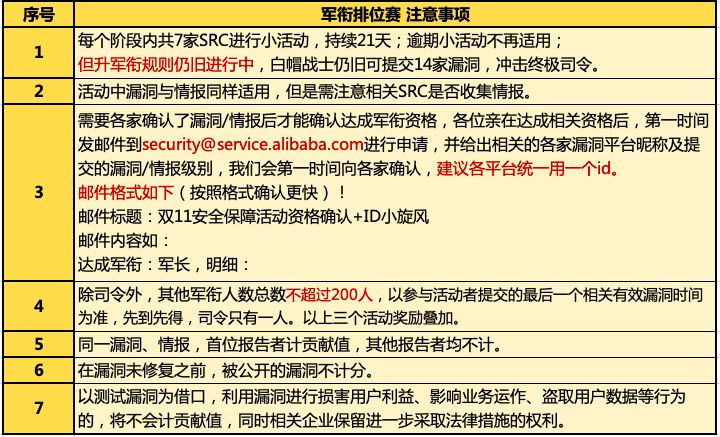 序号 军衔排位赛 注意事项
1
每个阶段内共7家SRC进行小活动，持续21天；逾期小活动不再适用；
但升军衔规则仍旧进行中，白帽战士仍旧可提交14家漏洞，冲击终极司令。
2
活动中漏洞与情报同样适用，但是需注意相关SRC是否收集情报。
3
需要各家确认了漏洞/情报后才能确认达成军衔资格，各位亲在达成相关资格后，第一时间
发邮件到security@service.alibaba.com进行申请，并给出相关的各家漏洞平台昵称及提
交的漏洞/情报级别，我们会第一时间向各家确认，建议各平台统一用一个id。
邮件格式如下（按照格式确认更快）！
邮件标题：双11安全保障活动资格确认+ID小旋风
邮件内容如：
达成军衔：军长，明细：
4
除司令外，其他军衔人数总数不超过200人，以参与活动者提交的最后一个相关有效漏洞时间
为准，先到先得，司令只有一人。以上三个活动奖励叠加。
5
同一漏洞、情报，首位报告者计贡献值，其他报告者均不计。
6
在漏洞未修复之前，被公开的漏洞不计分。
7
以测试漏洞为借口，利用漏洞进行损害用户利益、影响业务运作、盗取用户数据等行为
的，将不会计贡献值，同时相关企业保留进一步采取法律措施的权利。